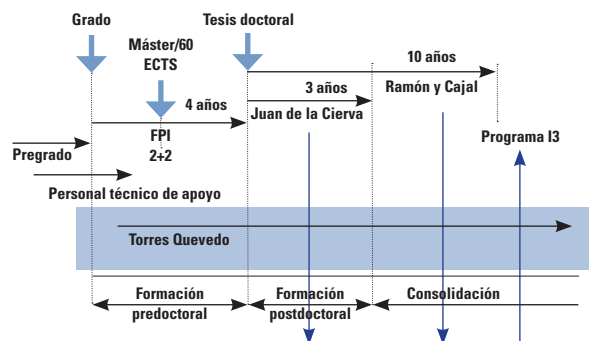 Grado
Tesis doctoral
Máster/60
ECTS
10 años
3 años
Ramón y Cajal
4 años
Juan de la Cierva
FPI
2+2
Programa I3
Pregrado
Personal técnico de apoyo
Torres Quevedo
Formación
predoctoral
Formación
postdoctoral
Consolidación